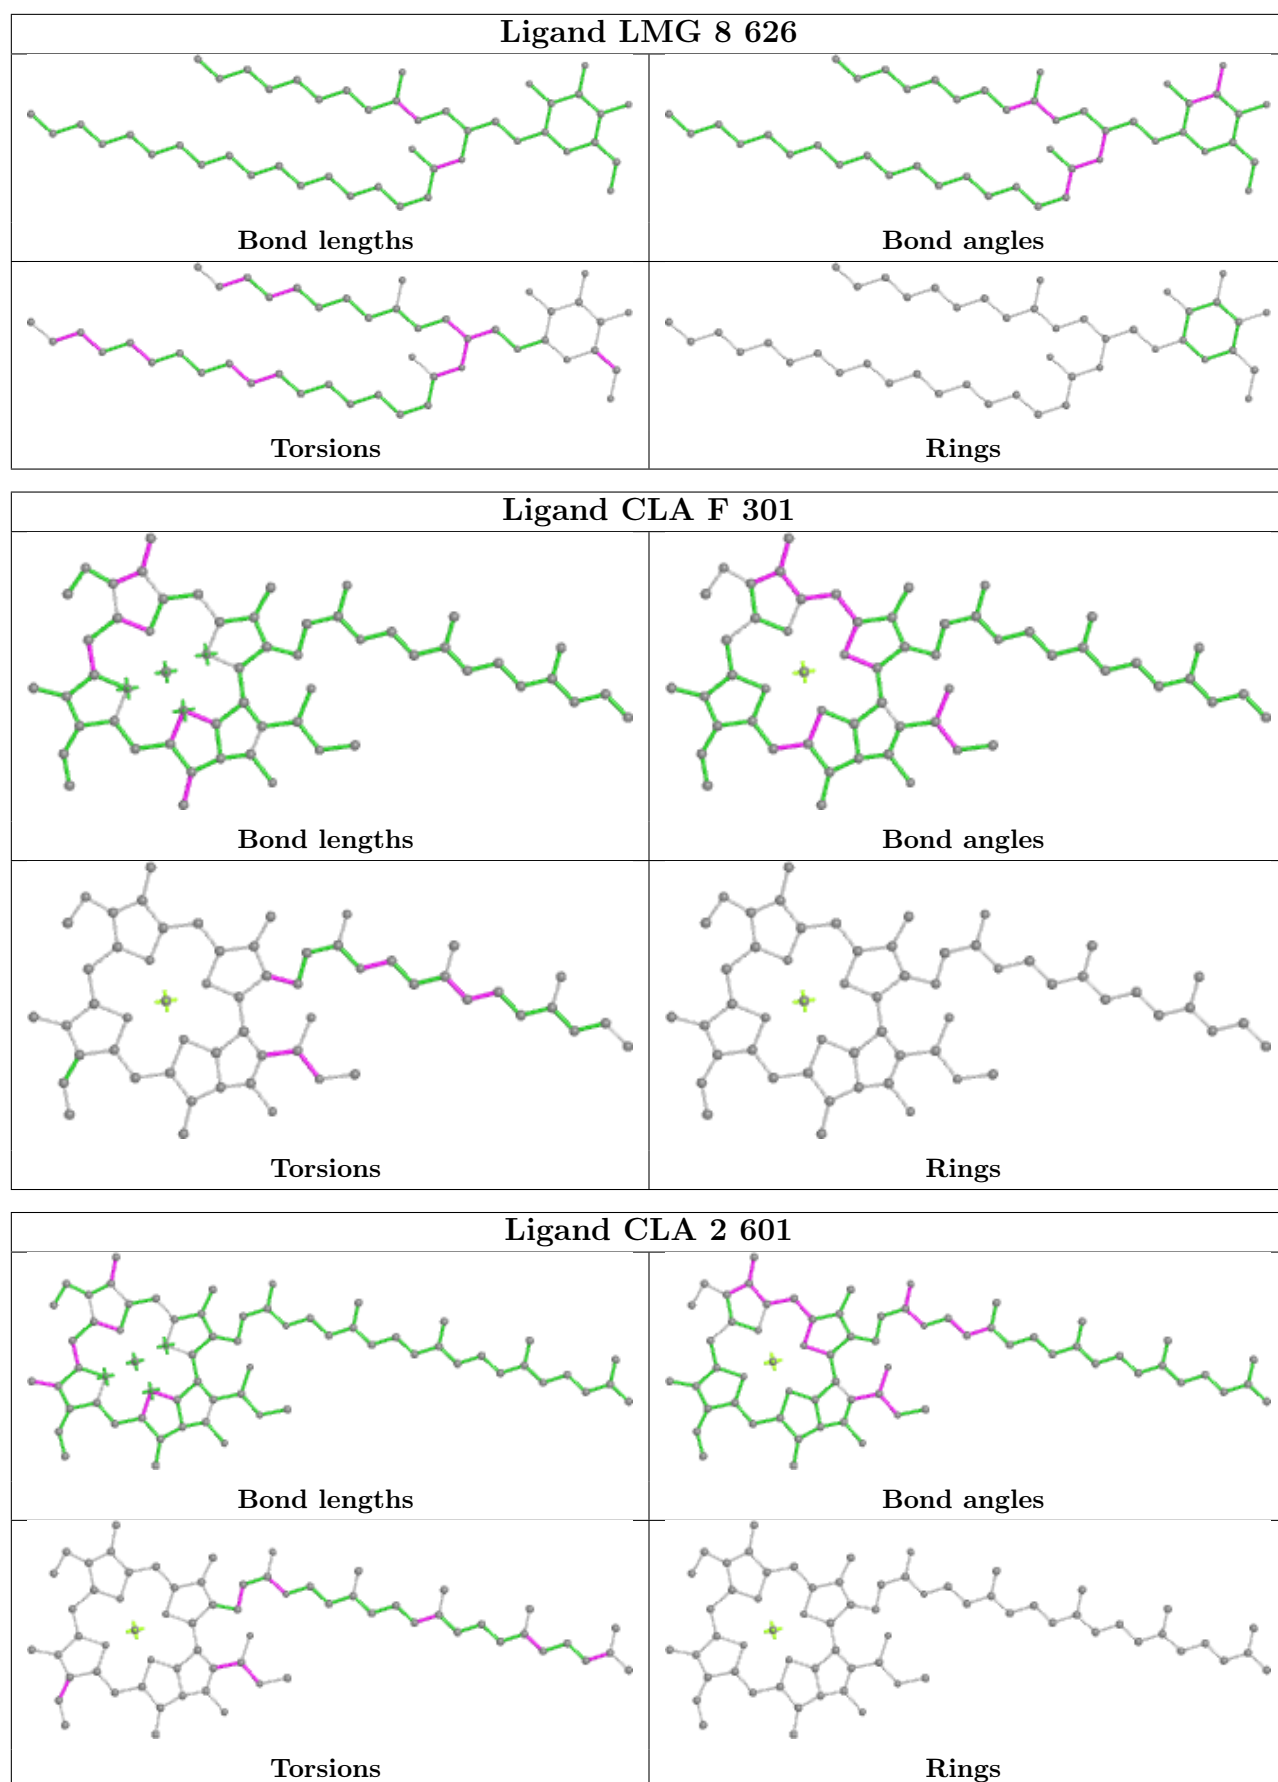 Ligand LMG 8 626
Bond lengths
Bond angles
Torsions
Rings
Ligand CLA F 301
Bond lengths
Bond angles
Torsions
Rings
Ligand CLA 2 601
Bond lengths
Bond angles
Torsions
Rings